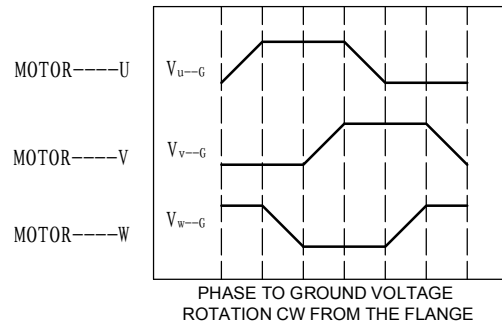 MOTOR----U Vu--G
MOTOR----V Vv--G
MOTOR----W Vw--G
PHASE TO GROUND VOLTAGE
ROTATION CW FROM THE FLANGE